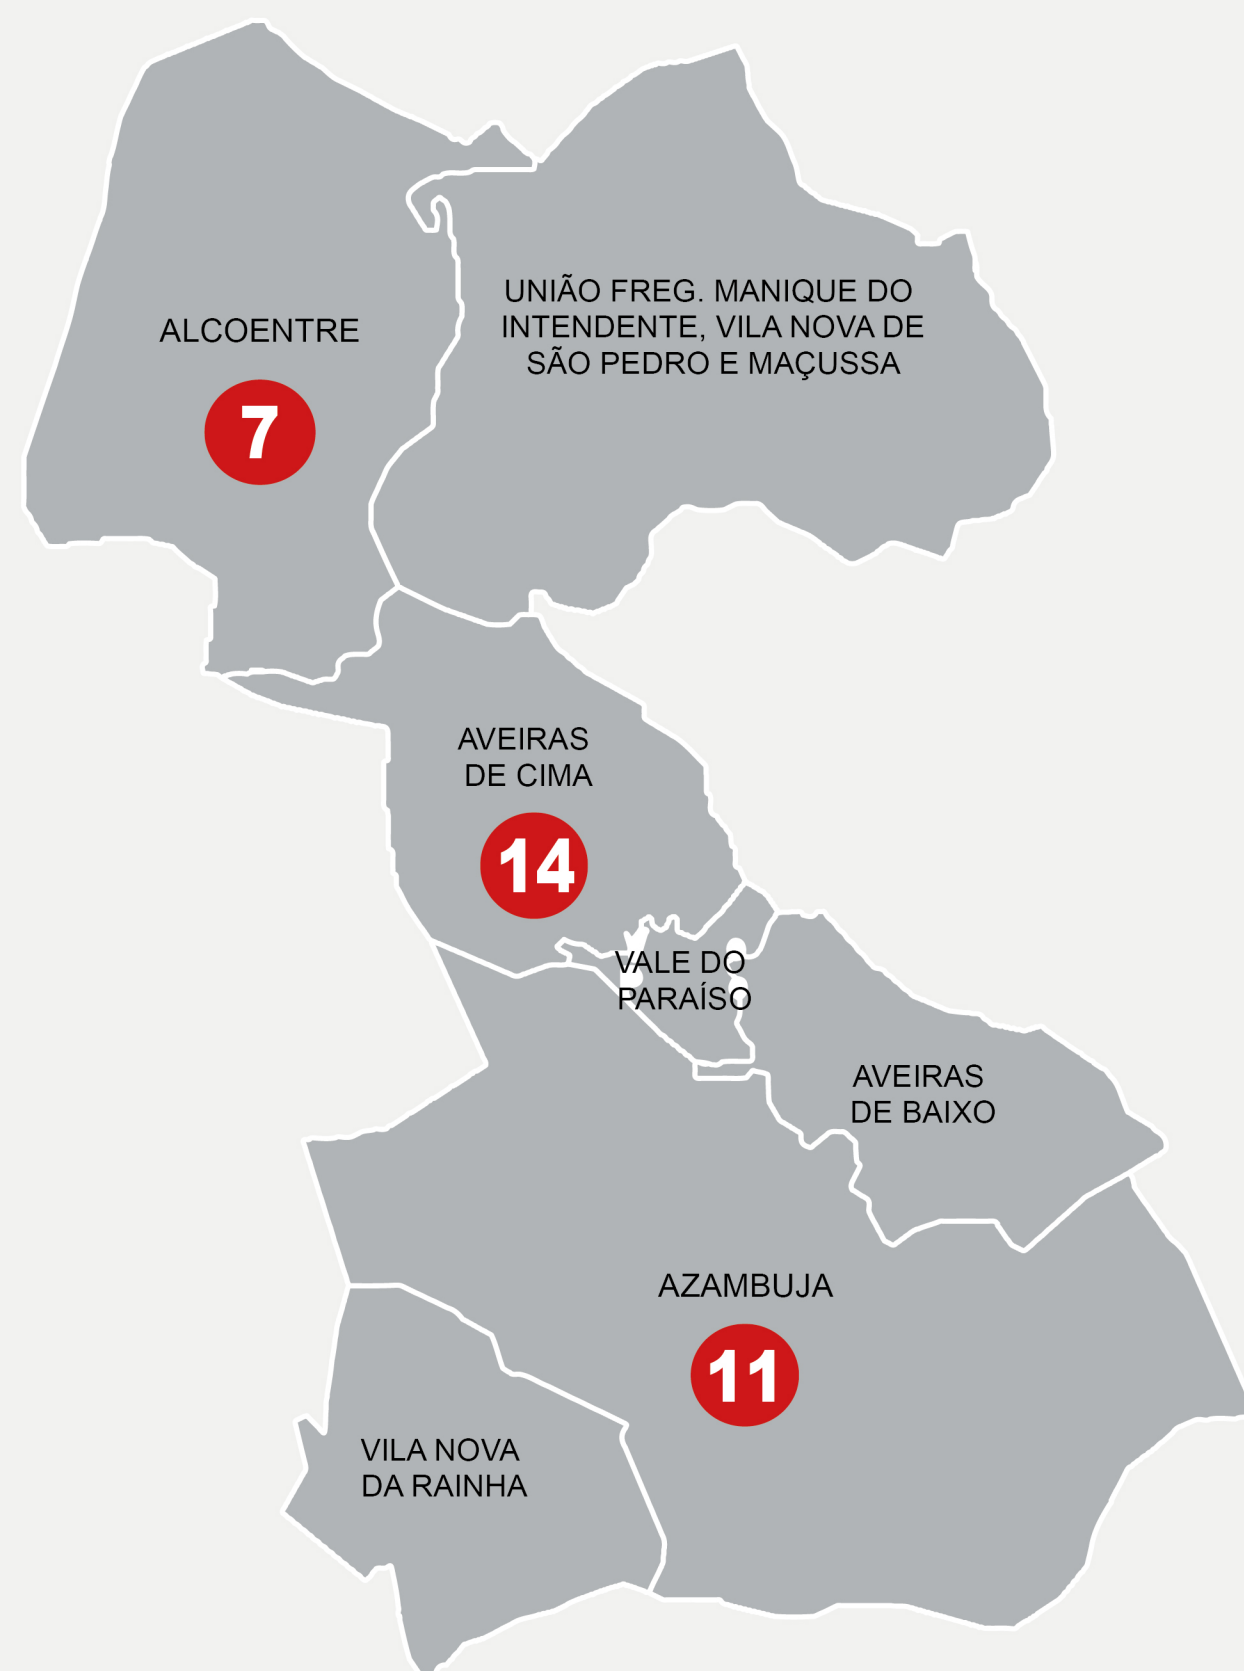 UNIÃO FREG. MANIQUE DO
INTENDENTE, VILA NOVA DE
SÃO PEDRO E MAÇUSSA
ALCOENTRE
7
AVEIRAS
DE CIMA
14
VALE DO
PARAÍSO
AVEIRAS
DE BAIXO
AZAMBUJA
11
VILA NOVA
DA RAINHA